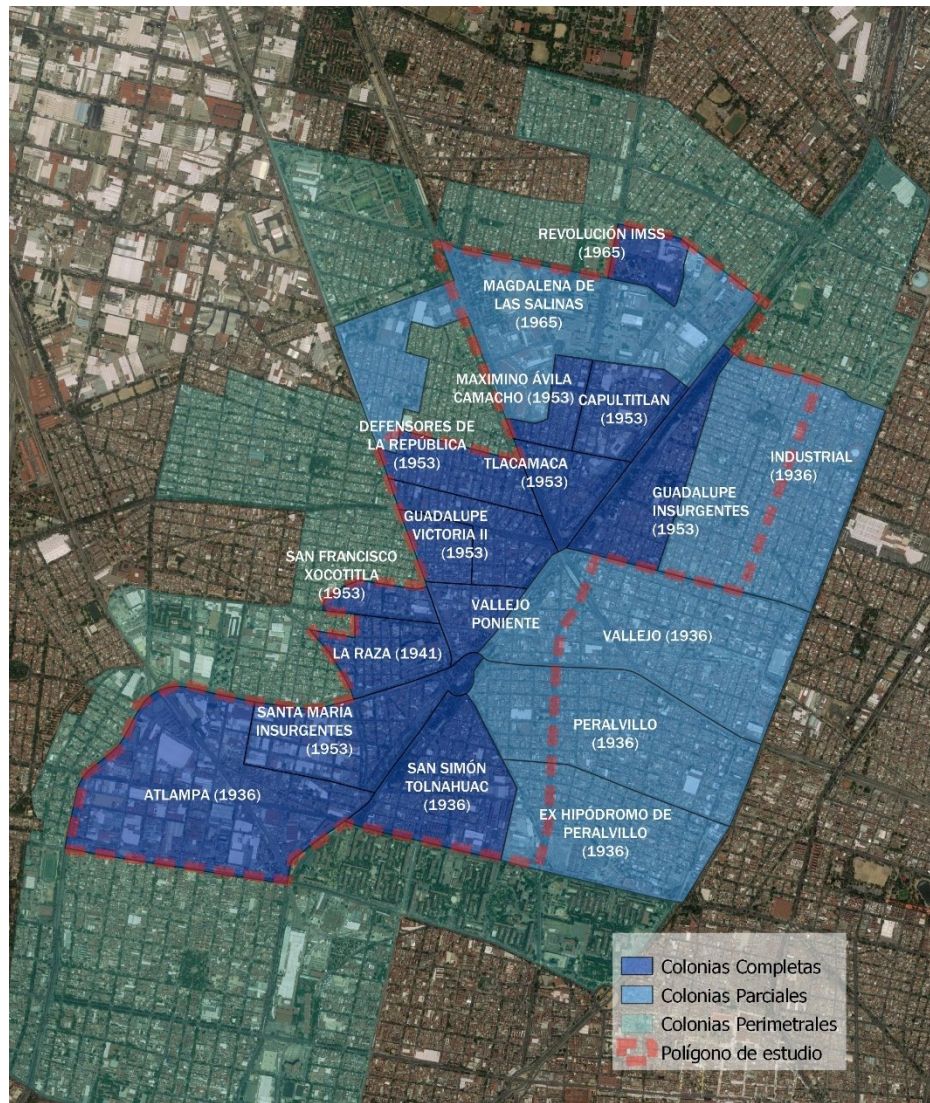 REVOLUCIÓN IMSS
(1965)
MAGDALENA DE
LAS SALINAS
(1965)
MAXIMINO ÁVILA
CAMACHO (1953)
CAPULTITLAN
(1953)
DEFENSORES DE
LA REPÚBLICA
(1953)
TLACAMACA
(1953)
INDUSTRIAL
(1936)
GUADALUPE
INSURGENTES
(1953)
GUADALUPE
VICTORIA II
(1953)
SAN FRANCISCO
XOCOTITLA
(1953)
VALLEJO
PONIENTE
VALLEJO (1936)
LA RAZA (1941)
SANTA MARÍA
INSURGENTES
(1953)
PERALVILLO
(1936)
SAN SIMÓN
TOLNAHUAC
(1936)
ATLAMPA (1936)
EX HIPÓDROMO DE
PERALVILLO
(1936)
Colonias Completas
Colonias Parciales
Colonias Perimetrales
Polígono de estudio